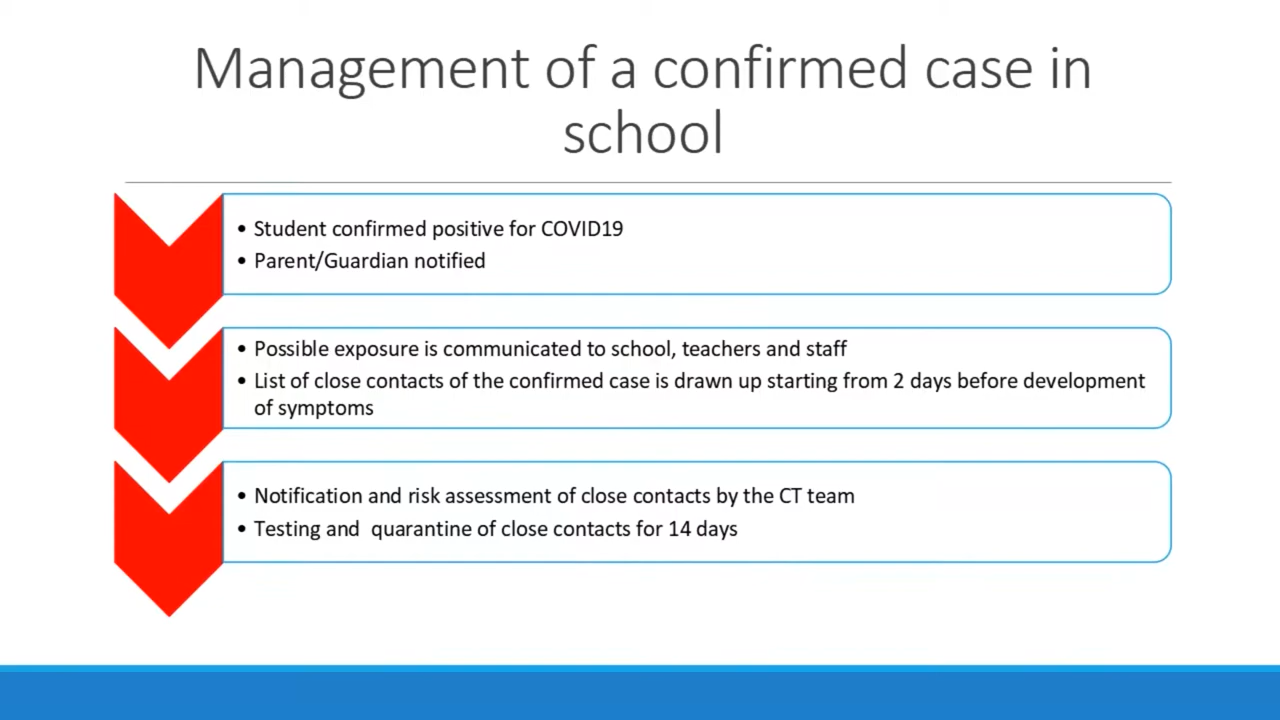 Management of a confirmed case in
school
• Student confirmed positive for COVID19
• Parent/Guardian notified
• Possible exposure is communicated to school, teachers and staff
• List of close contacts of the confirmed case is drawn up starting from 2 days before development
of symptoms
• Notification and risk assessment of close contacts by the CT team
• Testing and  quarantine of close contacts for 14 days